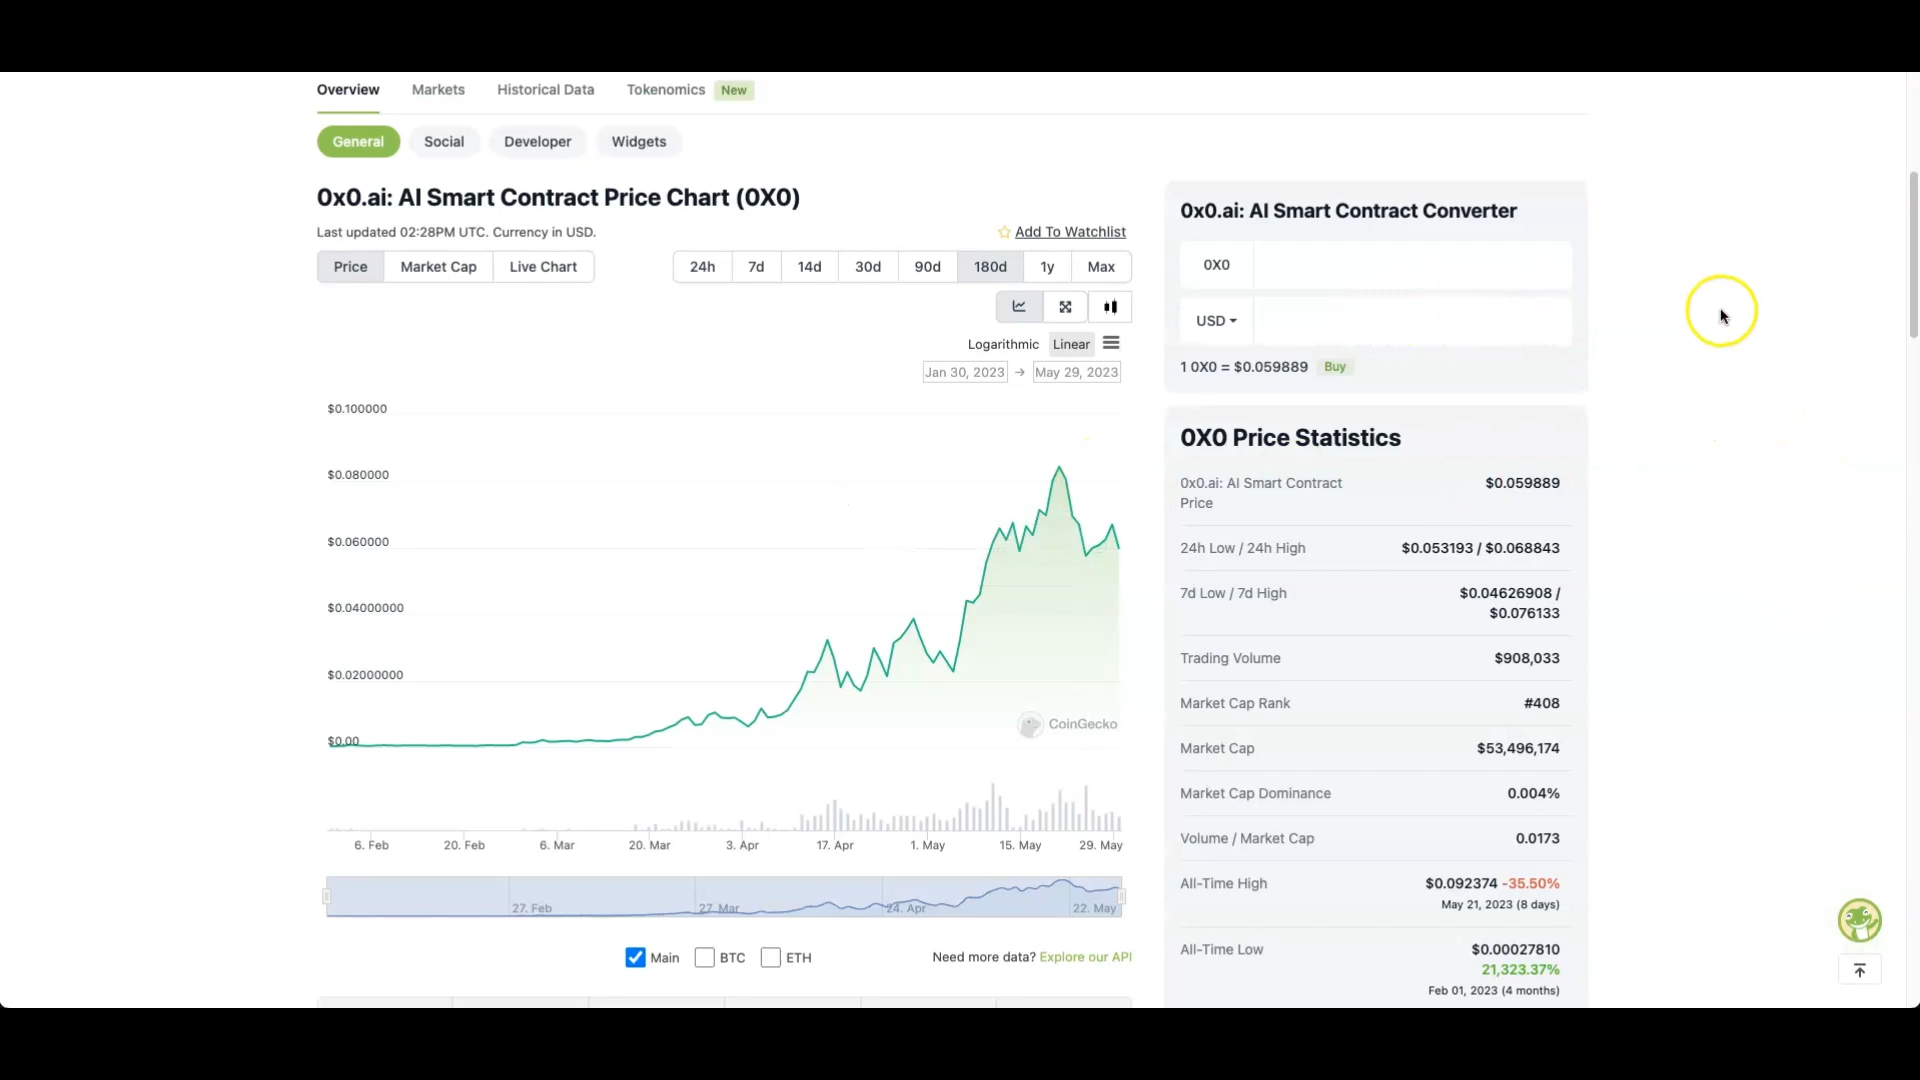 Overview Markets Historical Data Tokenomics New
General Social Developer Widgets
0x0.ai: AI Smart Contract Price Chart (0X0)
Last updated 02:28PM UTC. Currency in USD.
Add To Watchlist
Price Market Cap Live Chart
24h 7d 14d 30d 90d 180d 1y Max
Logarithmic Linear
Jan 30, 2023 → May 29, 2023
$0.100000
$0.080000
$0.060000
$0.04000000
$0.02000000
$0.00
CoinGecko
6. Feb 20. Feb 6. Mar 20. Mar 3. Apr 17. Apr 1. May 15. May 29. May
27. Feb 27. Mar 24. Apr 22. May
Main BTC ETH
Need more data? Explore our API
0x0.ai: AI Smart Contract Converter
0X0
USD
1 0X0 = $0.059889 Buy
0X0 Price Statistics
0x0.ai: AI Smart Contract
Price
$0.059889
24h Low / 24h High $0.053193 / $0.068843
7d Low / 7d High $0.04626908 /
$0.076133
Trading Volume $908,033
Market Cap Rank #408
Market Cap $53,496,174
Market Cap Dominance 0.004%
Volume / Market Cap 0.0173
All-Time High $0.092374 -35.50%
May 21, 2023 (8 days)
All-Time Low $0.00027810
21,323.37%
Feb 01, 2023 (4 months)